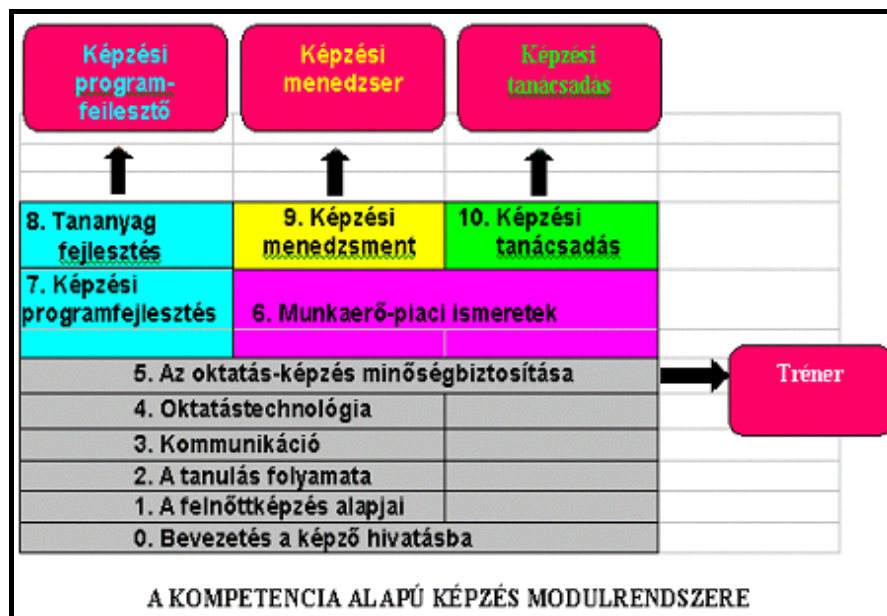 Képzési
program-
fejlesztő
Képzési
menedzser
Képzési
tanácsadás
8. Tananyag
fejlesztés
9. Képzési
menedzsment
10. Képzési
tanácsadás
7. Képzési
programfejlesztés
6. Munkaerő-piaci ismeretek
5. Az oktatás-képzés minőségbiztosítása
Tréner
4. Oktatástechnológia
3. Kommunikáció
2. A tanulás folyamata
1. A felnőttképzés alapjai
0. Bevezetés a képző hivatásba
A KOMPETENCIA ALAPÚ KÉPZÉS MODULRENDSZERE